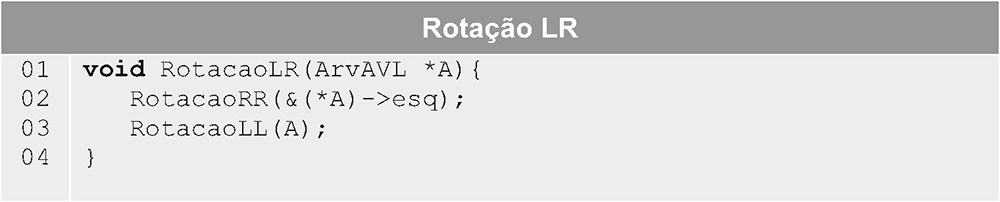 Rotação LR
01 void RotacaoLR(ArvAVL *A){
02 RotacaoRR(&(*A)->esq);
03 RotacaoLL(A);
04 }